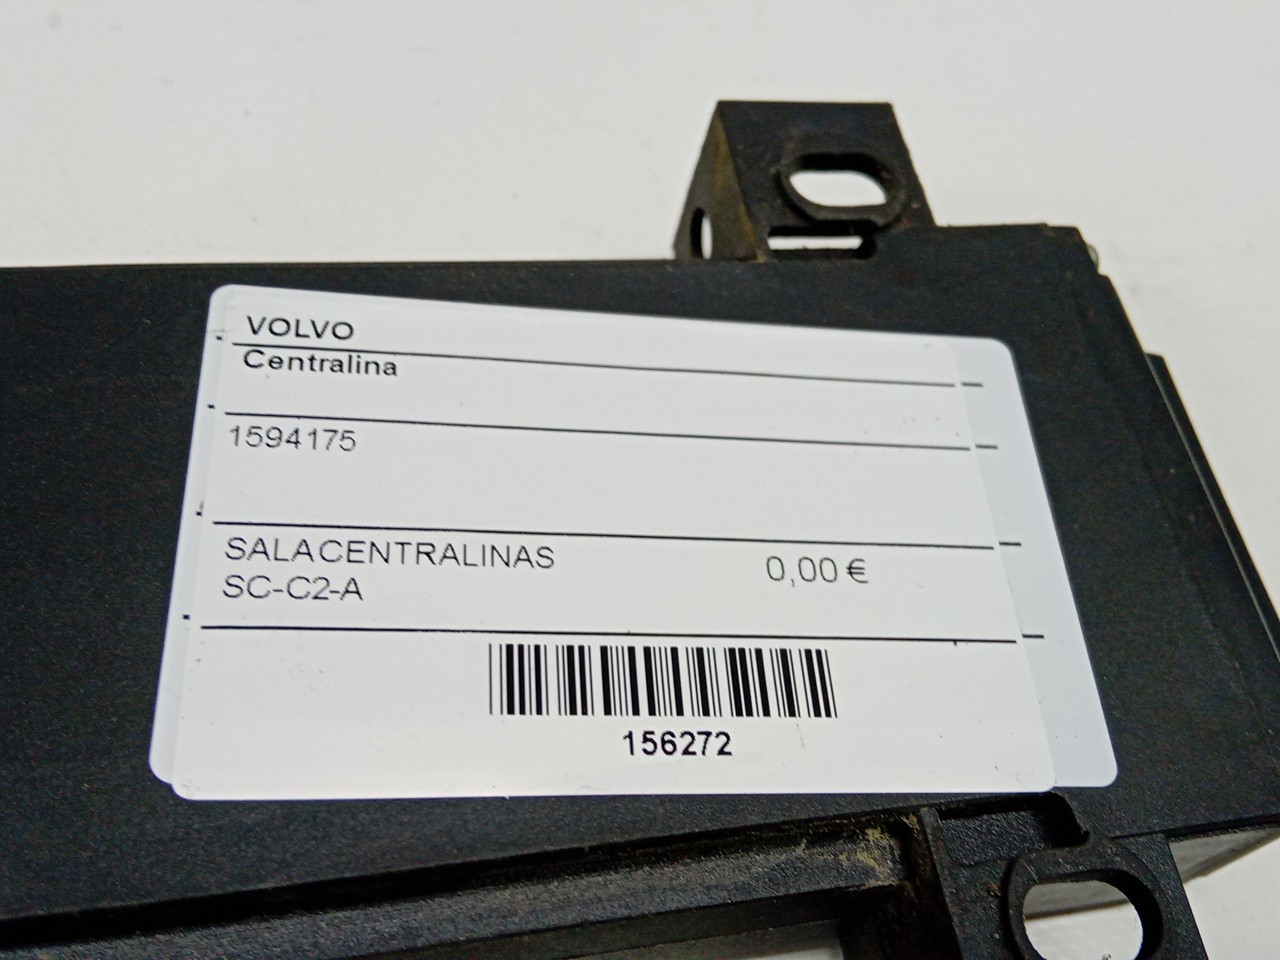 VOLVO
Centralina
1594175
SALACENTRALINAS 0,00 €
SC-C2-A
156272